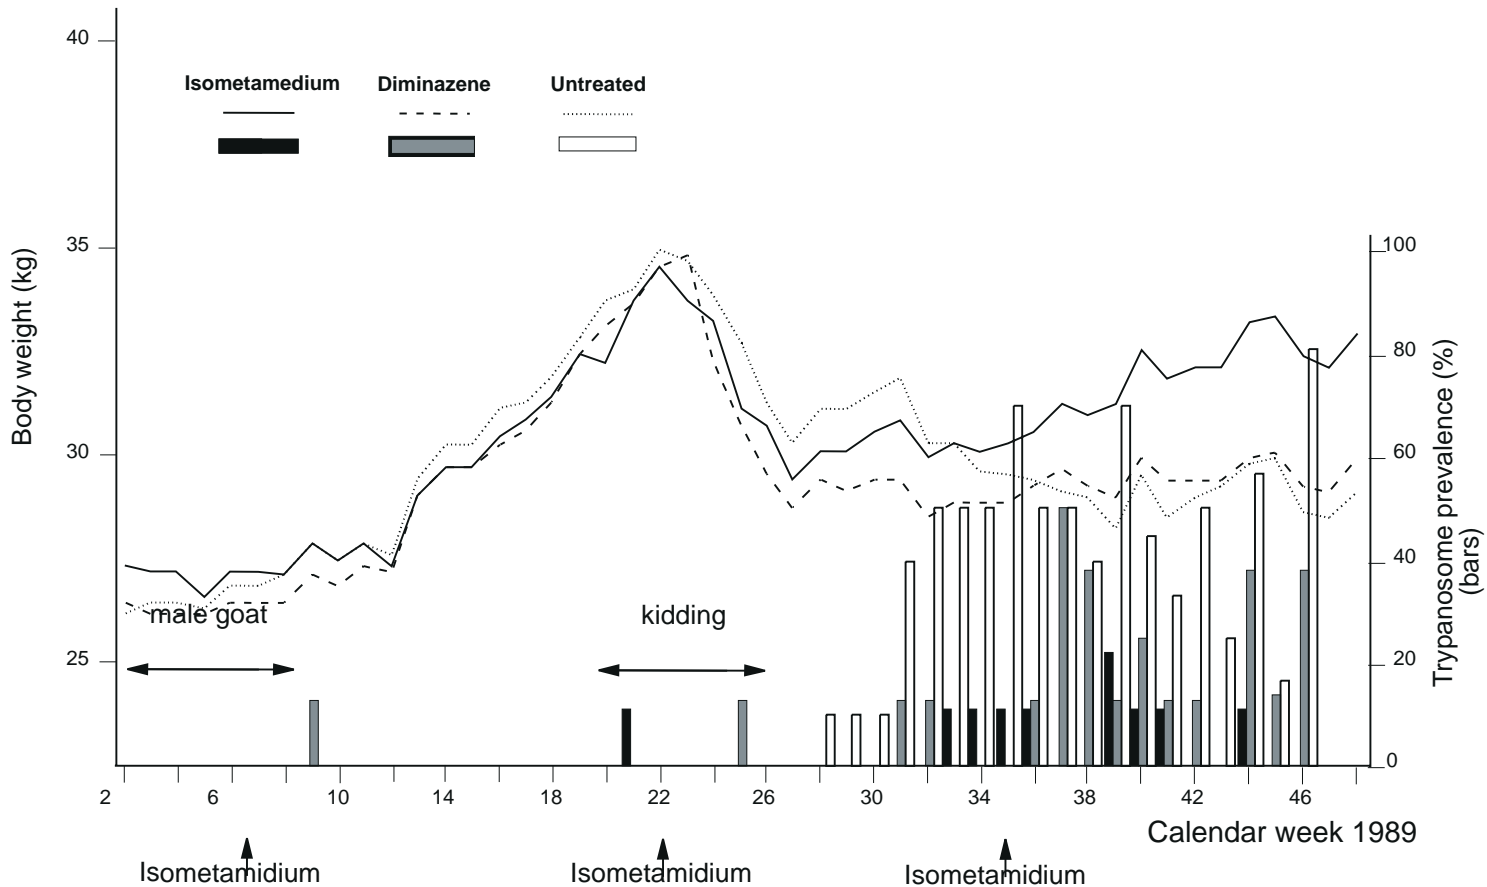 40
Isometamedium Diminazene Untreated
35
100
Body weight (kg)
80
Trypanosome prevalence (%)
(bars)
30
60
40
male goat
kidding
25
20
0
2 6 10 14 18 22 26 30 34 38 42 46
Calendar week 1989
Isometamidium Isometamidium Isometamidium